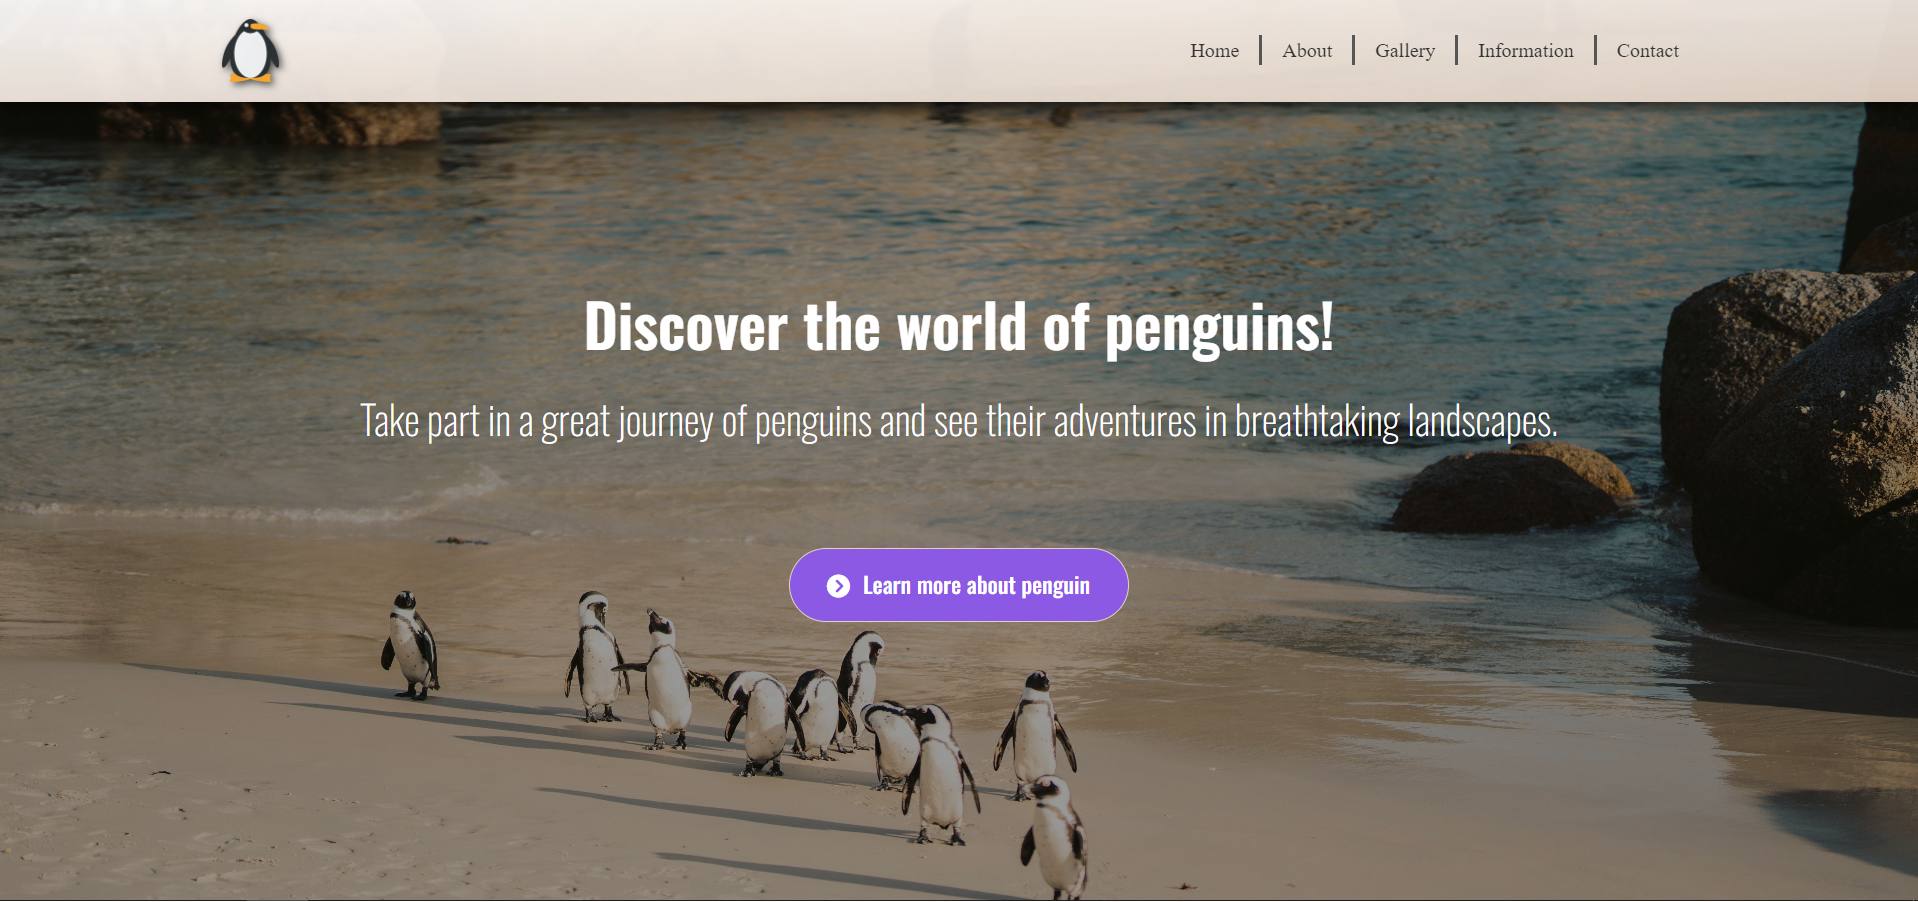 Home About Gallery Information Contact
Discover the world of penguins!
Take part in a great journey of penguins and see their adventures in breathtaking landscapes.
Learn more about penguin